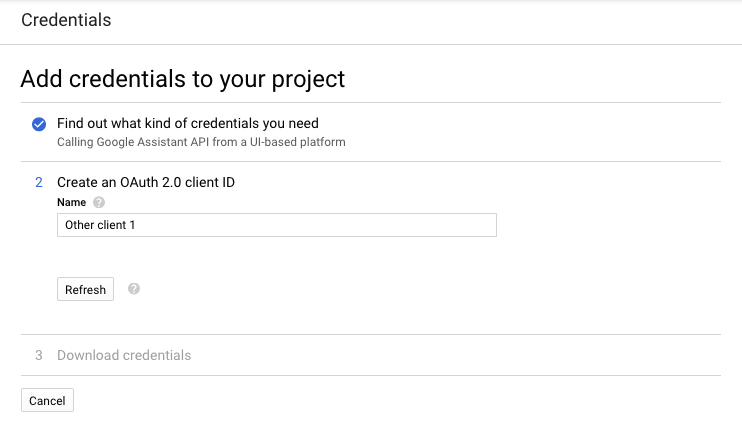 Credentials
Add credentials to your project
Find out what kind of credentials you need
Calling Google Assistant API from a UI-based platform
2 Create an OAuth 2.0 client ID
Name ?
Other client 1
Refresh ?
3 Download credentials
Cancel